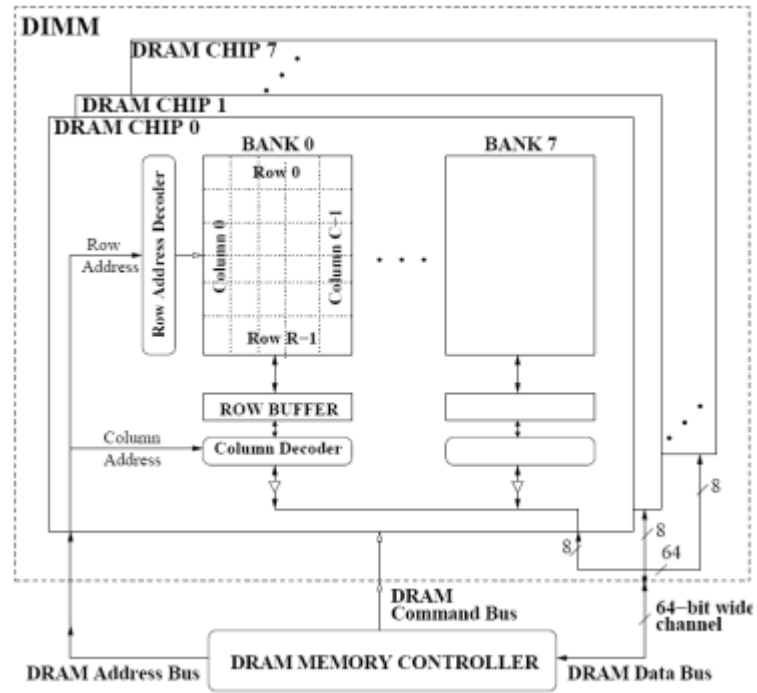 DIMM
DRAM CHIP 7
DRAM CHIP 1
DRAM CHIP 0
BANK 0
BANK 7
Row 0
Row Address Decoder
Column 0
Column C−1
Row
Address
Row R−1
ROW BUFFER
Column
Address
Column Decoder
8
8
8
64
DRAM
Command Bus
64−bit wide
channel
DRAM MEMORY CONTROLLER
DRAM Address Bus
DRAM Data Bus